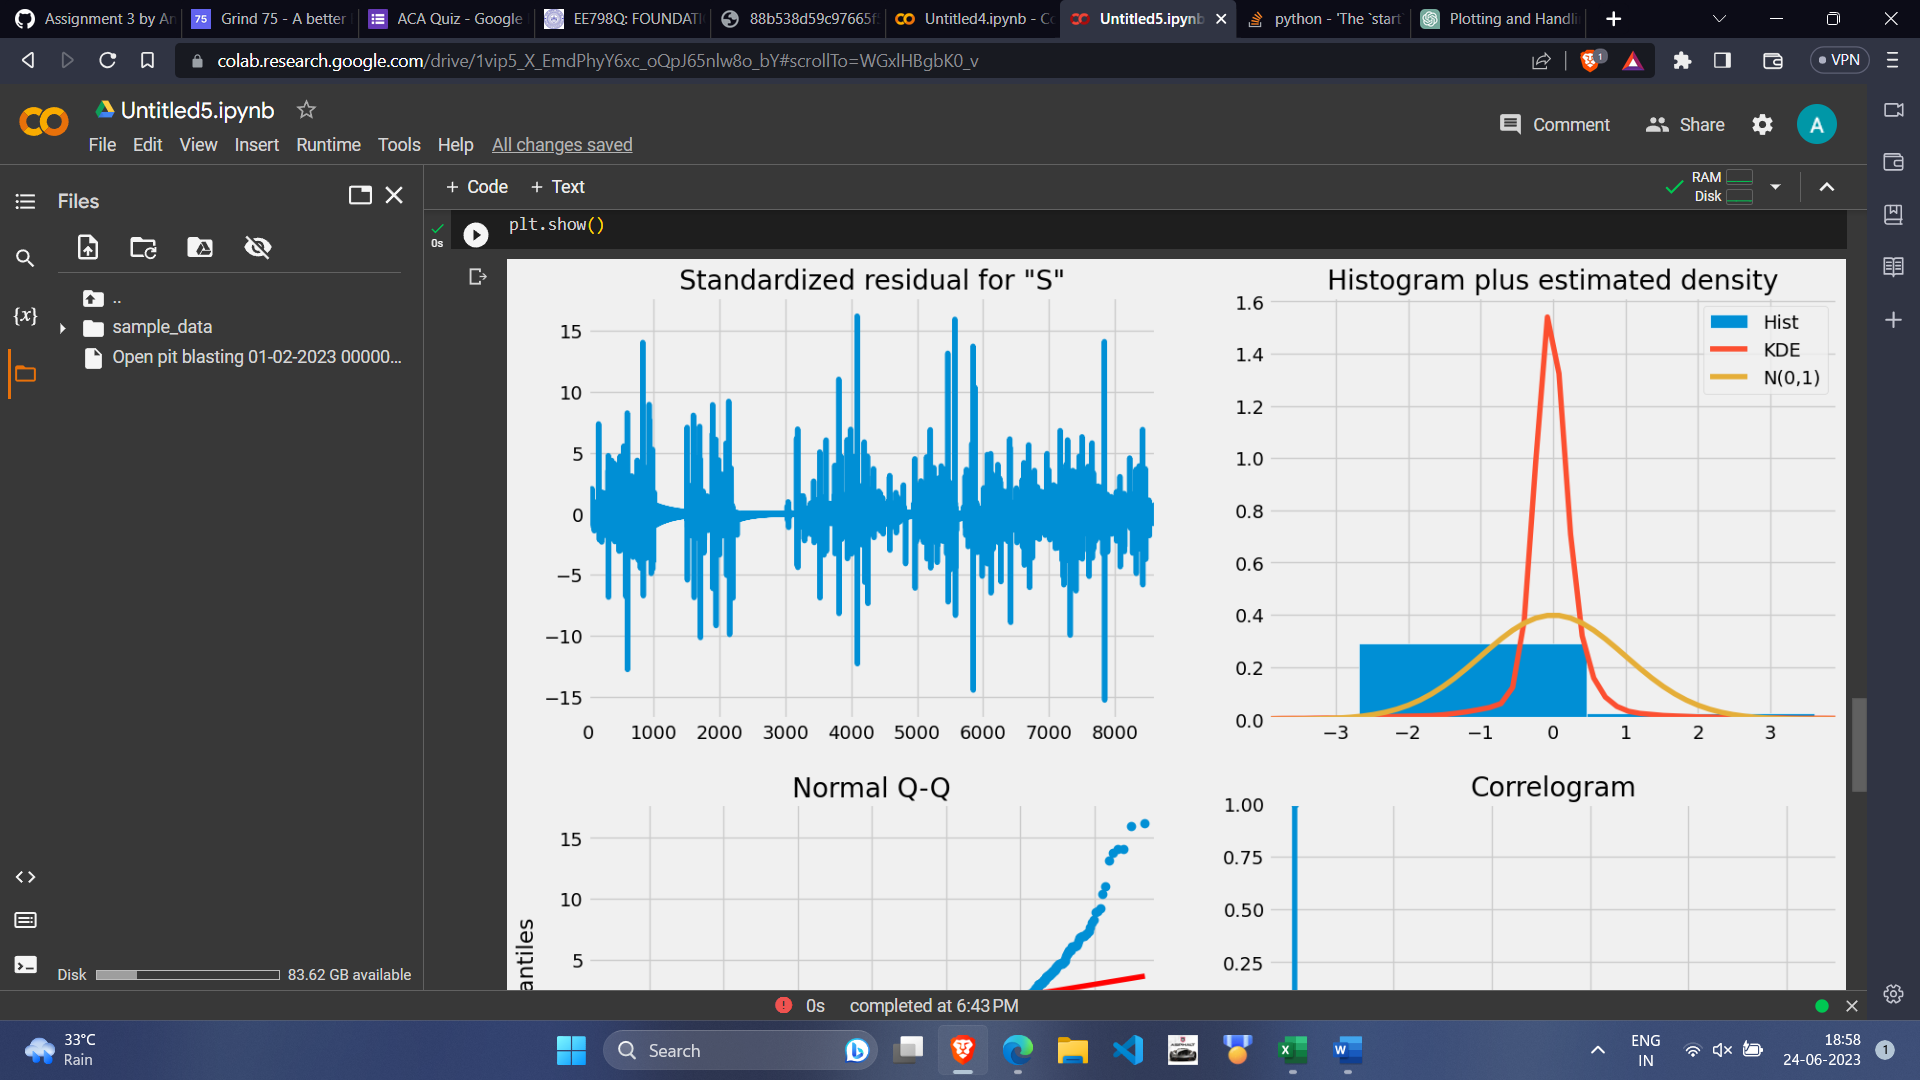 Assignment 3 by An
75
Grind 75 - A better
ACA Quiz - Google
EE798Q: FOUNDATI
88b538d59c97665f
Untitled4.ipynb - Co
Untitled5.ipynb
python - 'The `start`
Plotting and Handli
colab.research.google.com/drive/1vip5_X_EmdPhyY6xc_oQpJ65nlw8o_bY#scrollTo=WGxlHBgbK0_v
1
VPN
Untitled5.ipynb
File Edit View Insert Runtime Tools Help All changes saved
Comment
Share
A
Files
+ Code + Text
RAM
Disk
..
sample_data
Open pit blasting 01-02-2023 00000...
{x}
0s
plt.show()
Standardized residual for "S"
15
10
5
0
−5
−10
−15
0 1000 2000 3000 4000 5000 6000 7000 8000
Histogram plus estimated density
Hist
KDE
N(0,1)
1.6
1.4
1.2
1.0
0.8
0.6
0.4
0.2
0.0
−3 −2 −1 0 1 2 3
Normal Q-Q
15
10
5
antiles
Correlogram
1.00
0.75
0.50
0.25
Disk
83.62 GB available
0s completed at 6:43 PM
33°C
Rain
Search
ENG
IN
18:58
24-06-2023
1